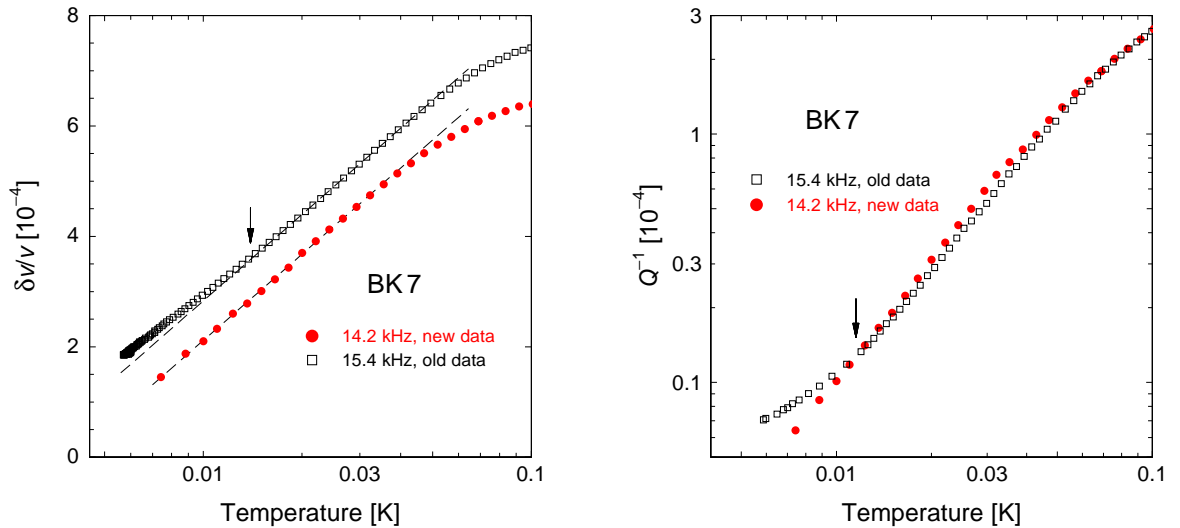 8
6
4
2
0
δv/v [10⁻⁴]
BK7
14.2 kHz, new data
15.4 kHz, old data
0.01
0.03
0.1
Temperature [K]
3
1
0.3
0.1
Q⁻¹ [10⁻⁴]
BK7
15.4 kHz, old data
14.2 kHz, new data
0.01
0.03
0.1
Temperature [K]